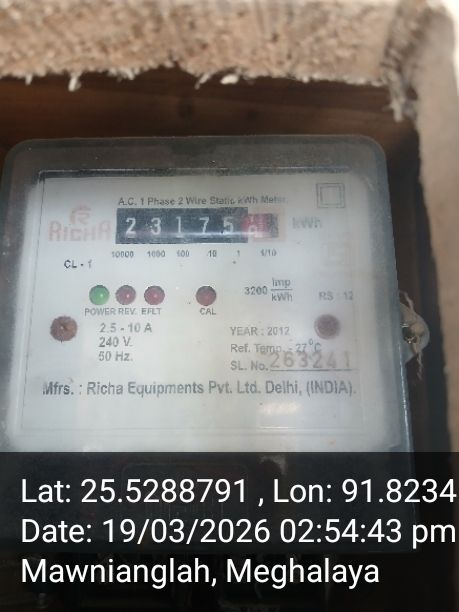 A.C. 1 Phase 2 Wire Static kWh Meter.
RICHA
23175
kWh
CL - 1
10000 1000 100 10 1 1/10
3200 Imp/kWh
RS : 12
POWER REV. EFLT CAL
2.5 - 10 A
240 V.
50 Hz.
YEAR : 2012
Ref. Temp. - 27°C
SL. No. 263241
Mfrs. : Richa Equipments Pvt. Ltd. Delhi, (INDIA).
Lat: 25.5288791 , Lon: 91.8234
Date: 19/03/2026 02:54:43 pm
Mawnianglah, Meghalaya